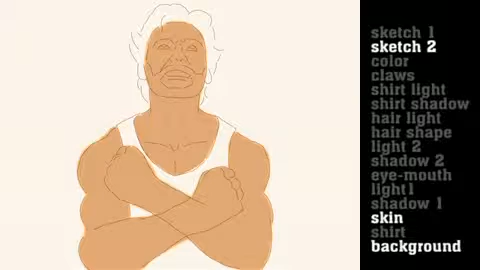 sketch 1
sketch 2
color
claws
shirt light
shirt shadow
hair light
hair shape
light 2
shadow 2
eye-mouth
light1
shadow 1
skin
shirt
background